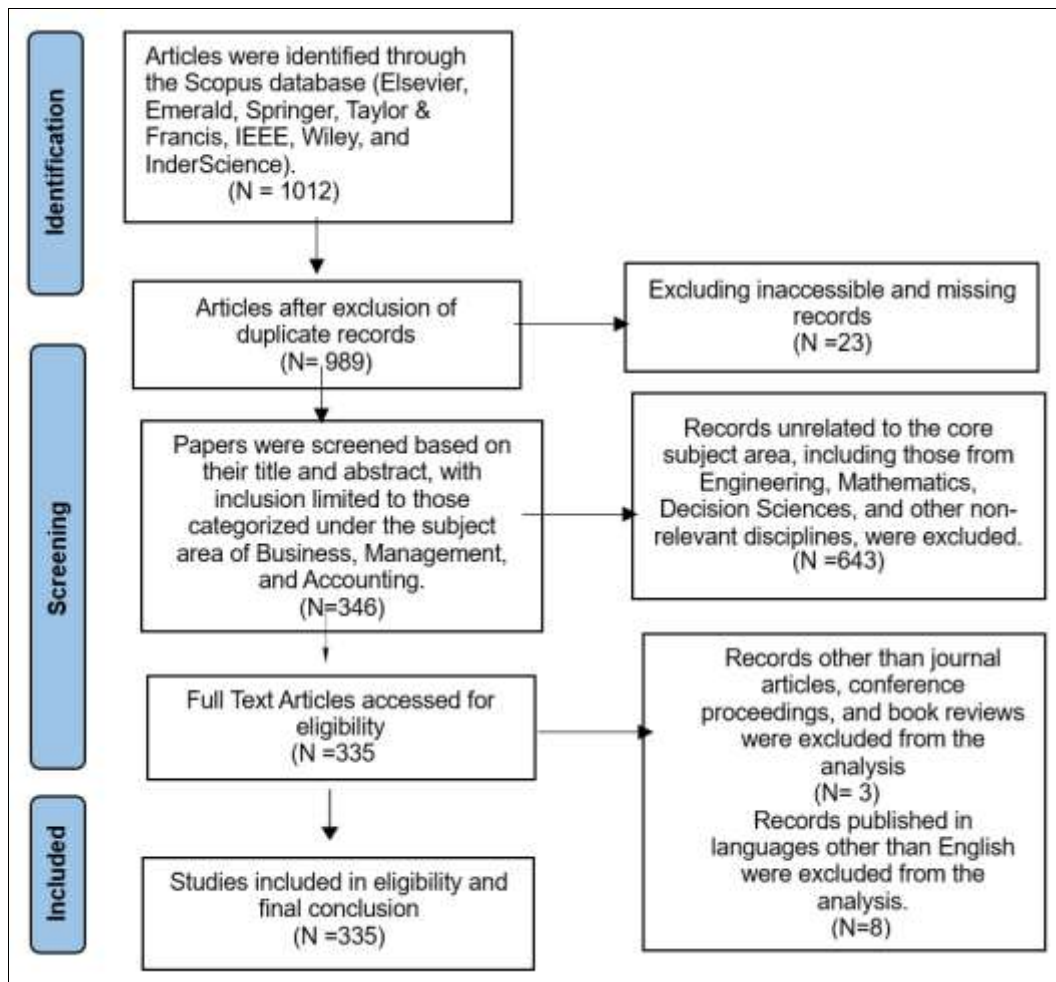 Identification
Articles were identified through
the Scopus database (Elsevier,
Emerald, Springer, Taylor &
Francis, IEEE, Wiley, and
InderScience).
(N = 1012)
Articles after exclusion of
duplicate records
(N= 989)
Excluding inaccessible and missing
records
(N =23)
Screening
Papers were screened based on
their title and abstract, with
inclusion limited to those
categorized under the subject
area of Business, Management,
and Accounting.
(N=346)
Records unrelated to the core
subject area, including those from
Engineering, Mathematics,
Decision Sciences, and other non-
relevant disciplines, were excluded.
(N =643)
Full Text Articles accessed for
eligibility
(N =335
Records other than journal
articles, conference
proceedings, and book reviews
were excluded from the
analysis
(N= 3)
Records published in
languages other than English
were excluded from the
analysis.
(N=8)
Included
Studies included in eligibility and
final conclusion
(N =335)